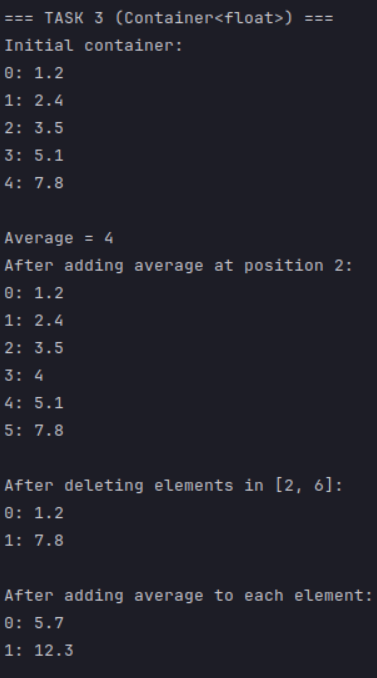 === TASK 3 (Container<float>) ===
Initial container:
0: 1.2
1: 2.4
2: 3.5
3: 5.1
4: 7.8
Average = 4
After adding average at position 2:
0: 1.2
1: 2.4
2: 3.5
3: 4
4: 5.1
5: 7.8
After deleting elements in [2, 6]:
0: 1.2
1: 7.8
After adding average to each element:
0: 5.7
1: 12.3